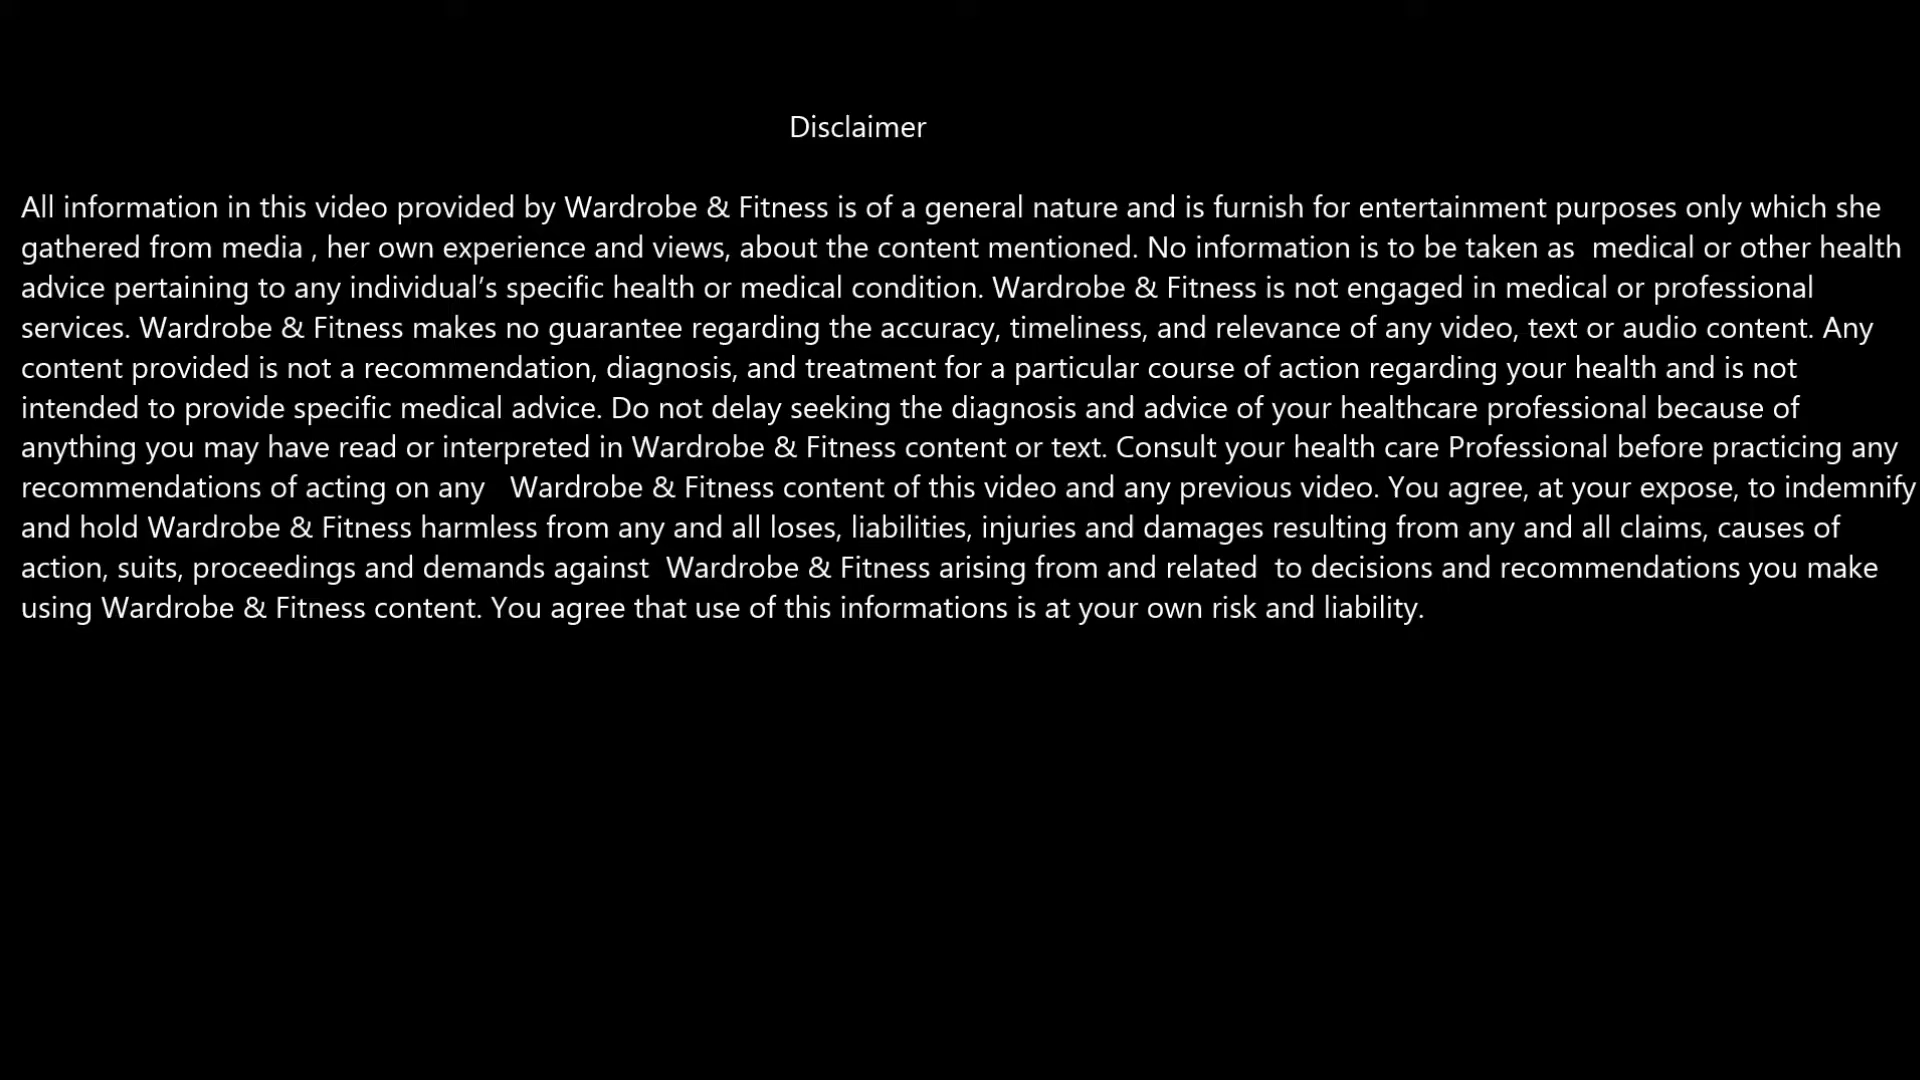 Disclaimer
All information in this video provided by Wardrobe & Fitness is of a general nature and is furnish for entertainment purposes only which she
gathered from media , her own experience and views, about the content mentioned. No information is to be taken as  medical or other health
advice pertaining to any individual’s specific health or medical condition. Wardrobe & Fitness is not engaged in medical or professional
services. Wardrobe & Fitness makes no guarantee regarding the accuracy, timeliness, and relevance of any video, text or audio content. Any
content provided is not a recommendation, diagnosis, and treatment for a particular course of action regarding your health and is not
intended to provide specific medical advice. Do not delay seeking the diagnosis and advice of your healthcare professional because of
anything you may have read or interpreted in Wardrobe & Fitness content or text. Consult your health care Professional before practicing any
recommendations of acting on any   Wardrobe & Fitness content of this video and any previous video. You agree, at your expose, to indemnify
and hold Wardrobe & Fitness harmless from any and all loses, liabilities, injuries and damages resulting from any and all claims, causes of
action, suits, proceedings and demands against  Wardrobe & Fitness arising from and related  to decisions and recommendations you make
using Wardrobe & Fitness content. You agree that use of this informations is at your own risk and liability.